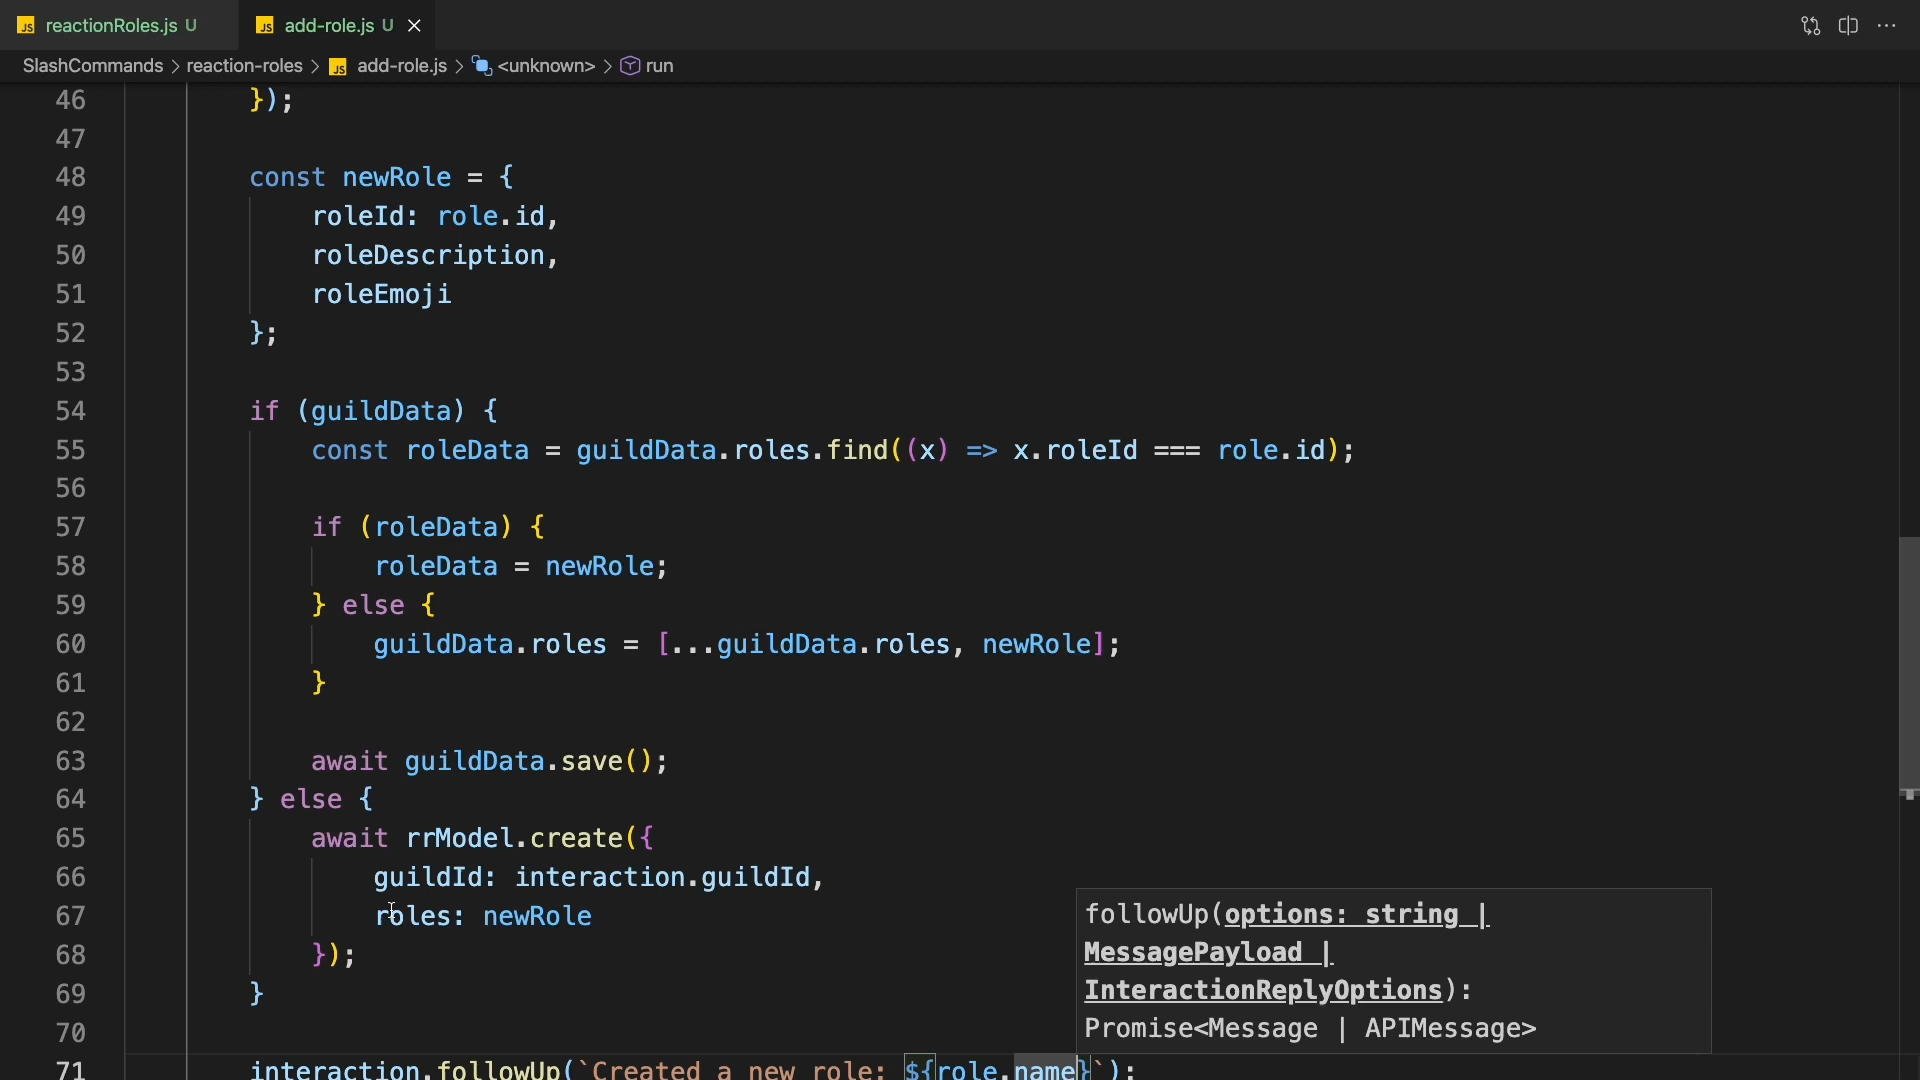 JS reactionRoles.js U JS add-role.js U
SlashCommands > reaction-roles > JS add-role.js > <unknown> > run
46 });
47
48 const newRole = {
49 roleId: role.id,
50 roleDescription,
51 roleEmoji
52 };
53
54 if (guildData) {
55 const roleData = guildData.roles.find((x) => x.roleId === role.id);
56
57 if (roleData) {
58 roleData = newRole;
59 } else {
60 guildData.roles = [...guildData.roles, newRole];
61 }
62
63 await guildData.save();
64 } else {
65 await rrModel.create({
66 guildId: interaction.guildId,
67 roles: newRole
68 });
69 }
70
71 interaction.followUp(`Created a new role: ${role.name}`);
followUp(options: string |
MessagePayload |
InteractionReplyOptions):
Promise<Message | APIMessage>